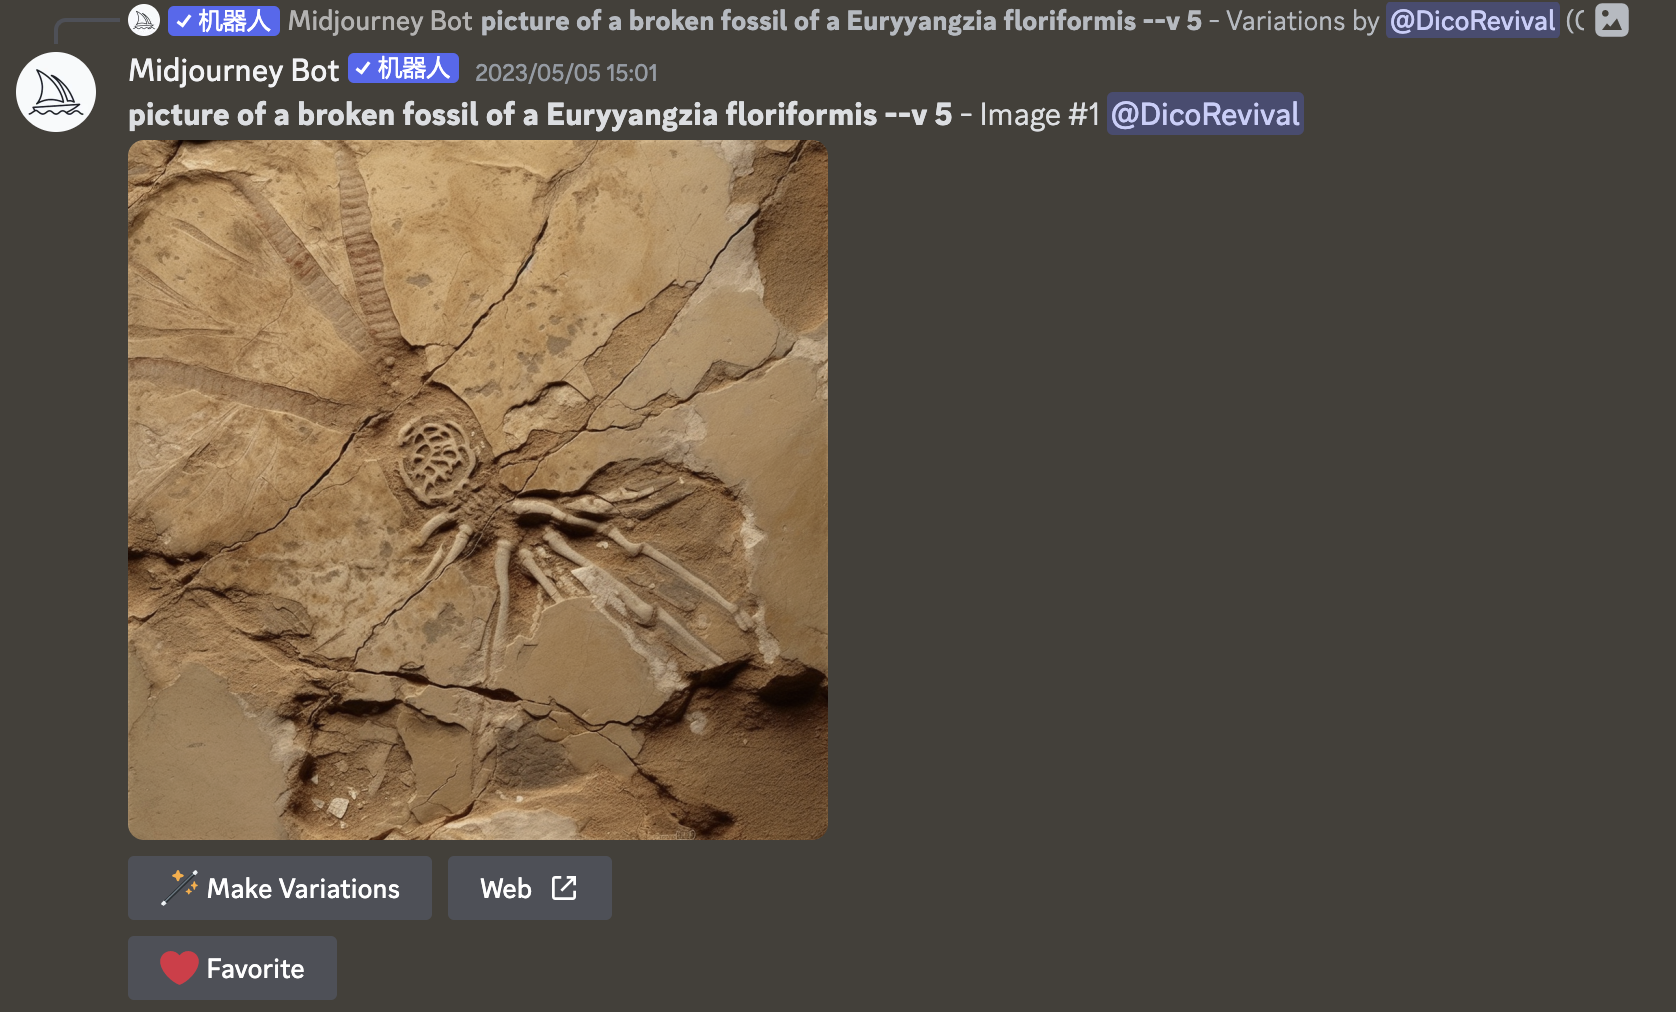 ✓ 机器人 Midjourney Bot picture of a broken fossil of a Euryyangzia floriformis --v 5 - Variations by @DicoRevival ((
Midjourney Bot ✓ 机器人 2023/05/05 15:01
picture of a broken fossil of a Euryyangzia floriformis --v 5 - Image #1 @DicoRevival
Make Variations
Web
Favorite